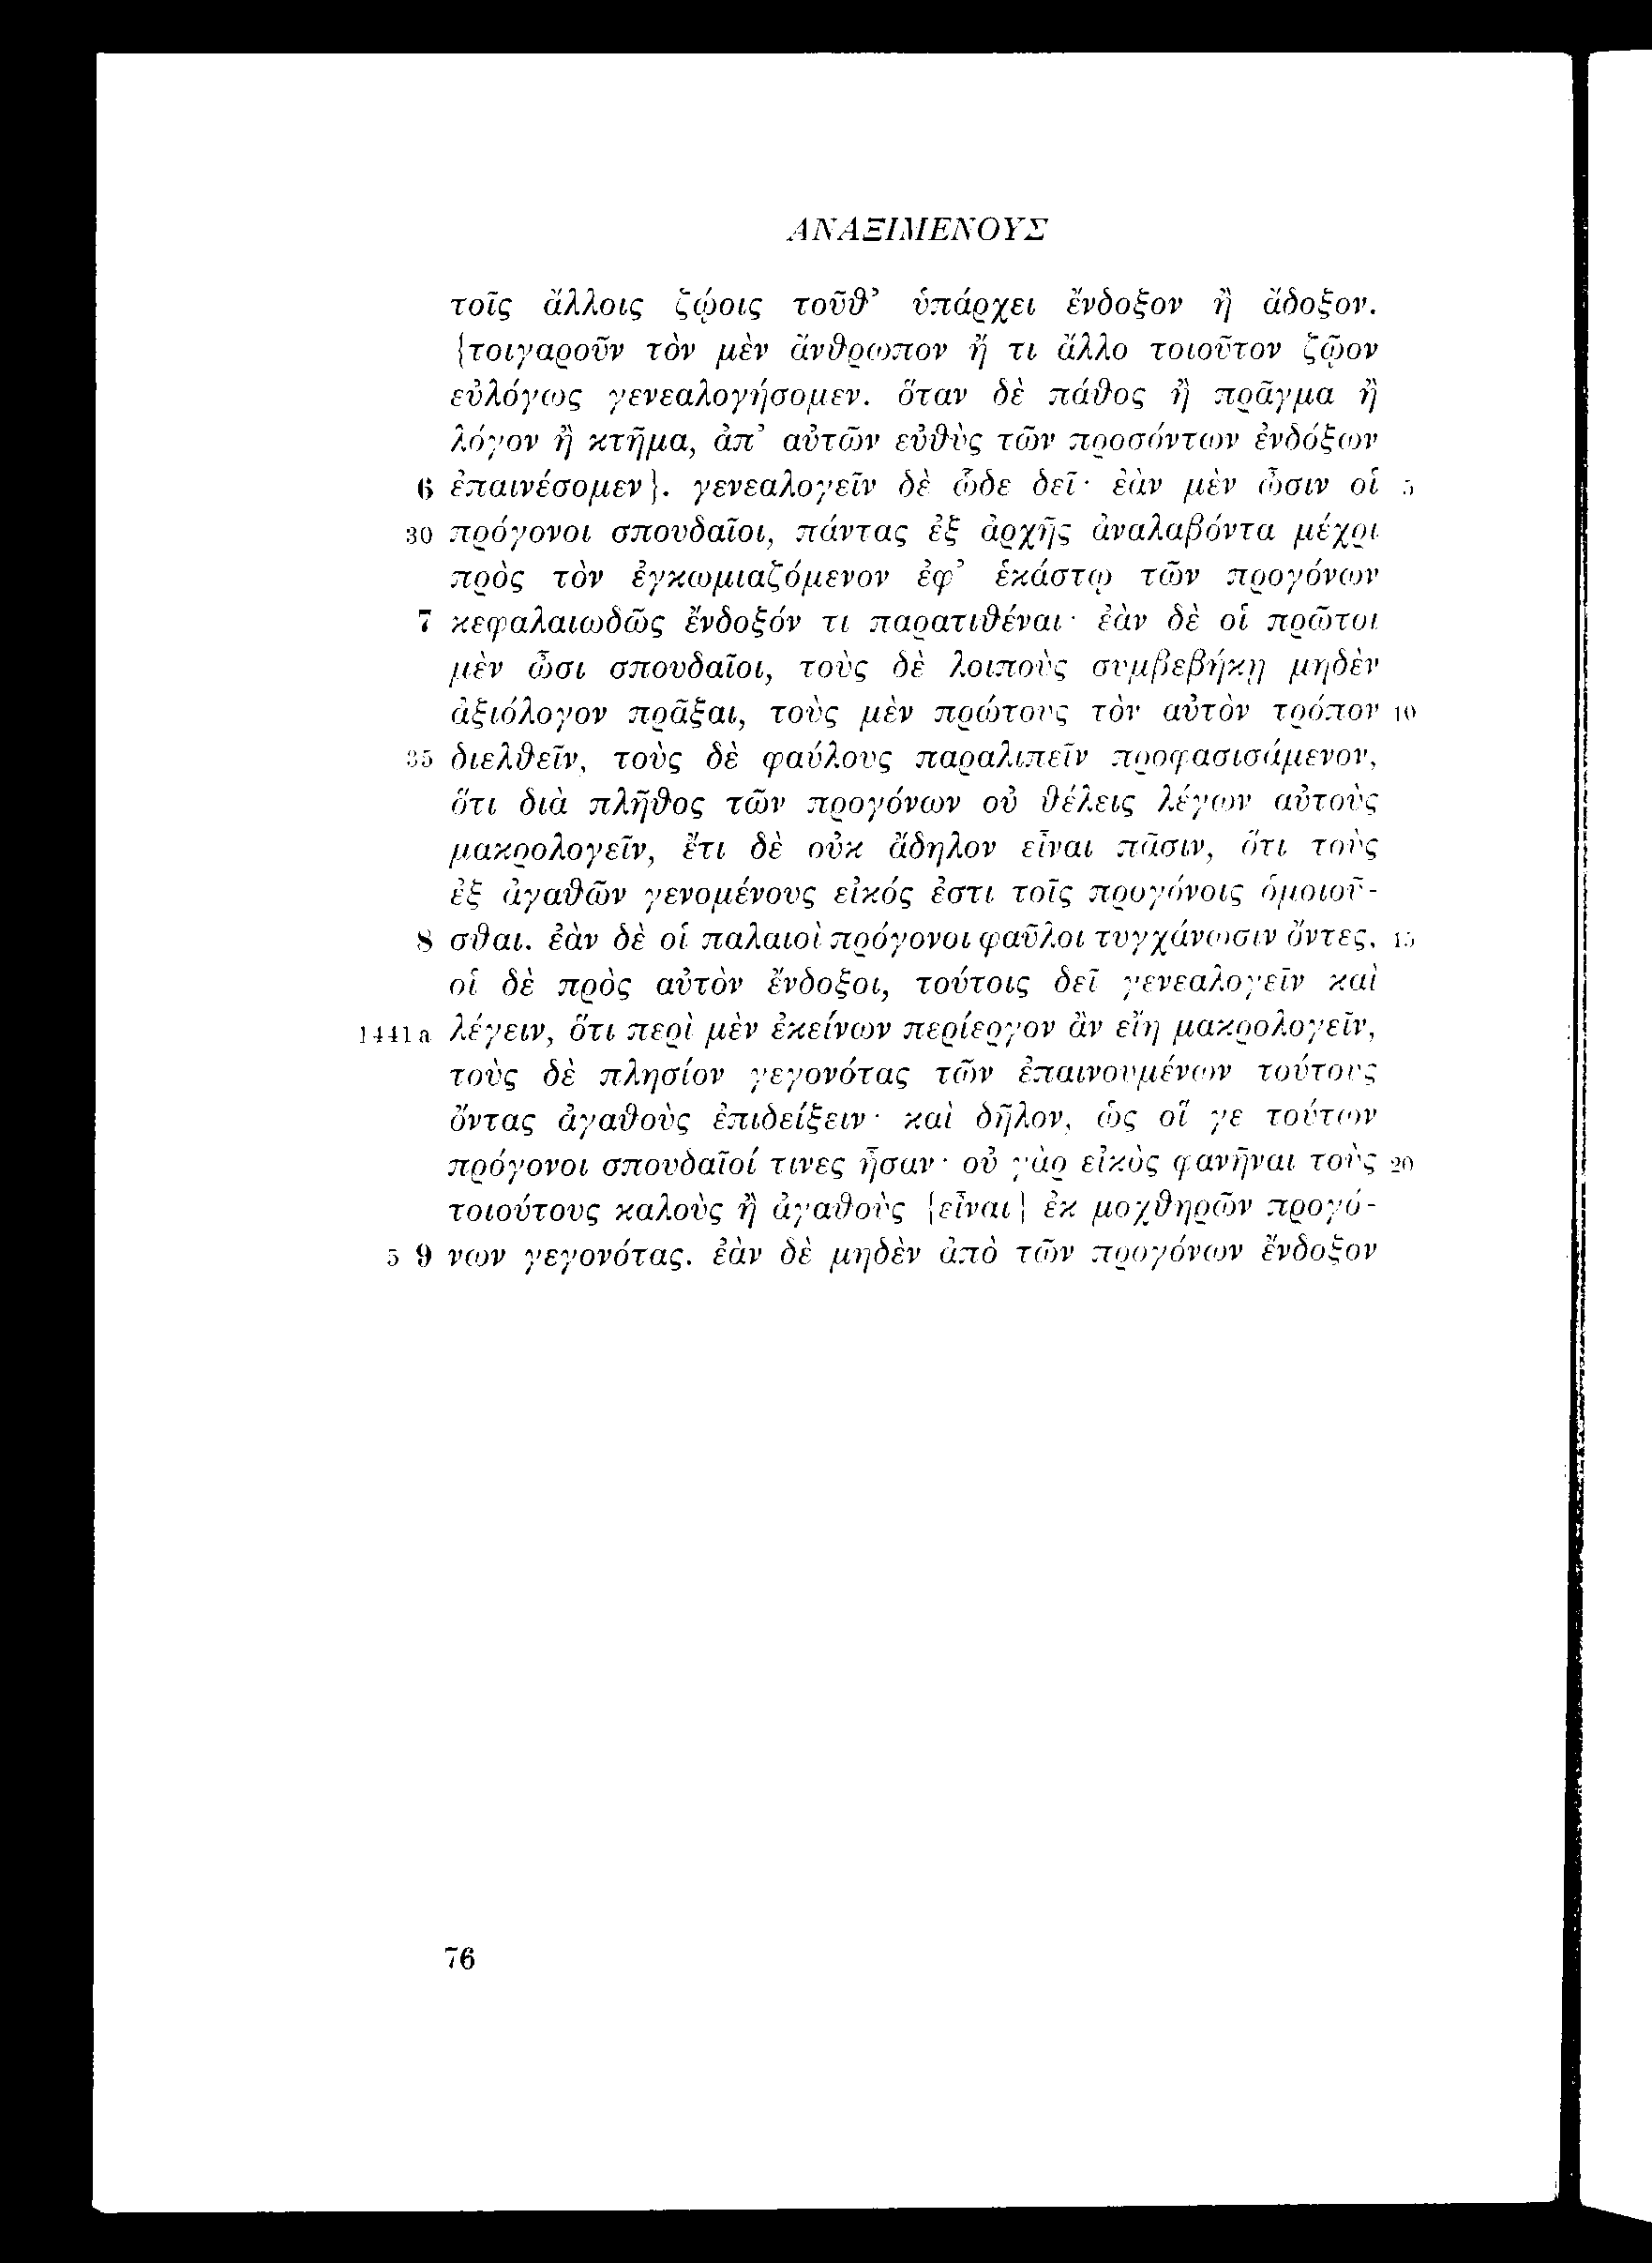 ΑΝΑΞΙΜΕΝΟΥΣ
τοῖς ἄλλοις ζῴοις τοῦθ’ ὑπάρχει ἔνδοξον ἢ ἄδοξον.
{τοιγαροῦν τὸν μὲν ἄνθρωπον ἤ τι ἄλλο τοιοῦτον ζῷον
εὐλόγως γενεαλογήσομεν. ὅταν δὲ πάθος ἢ πρᾶγμα ἢ
λόγον ἢ κτῆμα, ἀπ’ αὐτῶν εὐθὺς τῶν προσόντων ἐνδόξων
6 ἐπαινέσομεν}. γενεαλογεῖν δὲ ὧδε δεῖ· ἐὰν μὲν ὦσιν οἱ 5
30 πρόγονοι σπουδαῖοι, πάντας ἐξ ἀρχῆς ἀναλαβόντα μέχρι
πρὸς τὸν ἐγκωμιαζόμενον ἐφ’ ἑκάστῳ τῶν προγόνων
7 κεφαλαιωδῶς ἔνδοξόν τι παρατιθέναι· ἐὰν δὲ οἱ πρῶτοι
μὲν ὦσι σπουδαῖοι, τοὺς δὲ λοιποὺς συμβεβήκῃ μηδὲν
ἀξιόλογον πρᾶξαι, τοὺς μὲν πρώτους τὸν αὐτὸν τρόπον 10
35 διελθεῖν, τοὺς δὲ φαύλους παραλιπεῖν προφασισάμενον,
ὅτι διὰ πλῆθος τῶν προγόνων οὐ θέλεις λέγων αὐτοὺς
μακρολογεῖν, ἔτι δὲ οὐκ ἄδηλον εἶναι πᾶσιν, ὅτι τοὺς
ἐξ ἀγαθῶν γενομένους εἰκός ἐστι τοῖς προγόνοις ὁμοιοῦ-
8 σθαι. ἐὰν δὲ οἱ παλαιοὶ πρόγονοι φαῦλοι τυγχάνωσιν ὄντες, 15
οἱ δὲ πρὸς αὐτὸν ἔνδοξοι, τούτοις δεῖ γενεαλογεῖν καὶ
1441a λέγειν, ὅτι περὶ μὲν ἐκείνων περίεργον ἂν εἴη μακρολογεῖν,
τοὺς δὲ πλησίον γεγονότας τῶν ἐπαινουμένων τούτους
ὄντας ἀγαθοὺς ἐπιδείξειν· καὶ δῆλον, ὡς οἵ γε τούτων
πρόγονοι σπουδαῖοί τινες ἦσαν· οὐ γὰρ εἰκὸς φανῆναι τοὺς 20
τοιούτους καλοὺς ἢ ἀγαθοὺς {εἶναι} ἐκ μοχθηρῶν προγό-
5 9 νων γεγονότας. ἐὰν δὲ μηδὲν ἀπὸ τῶν προγόνων ἔνδοξον
76